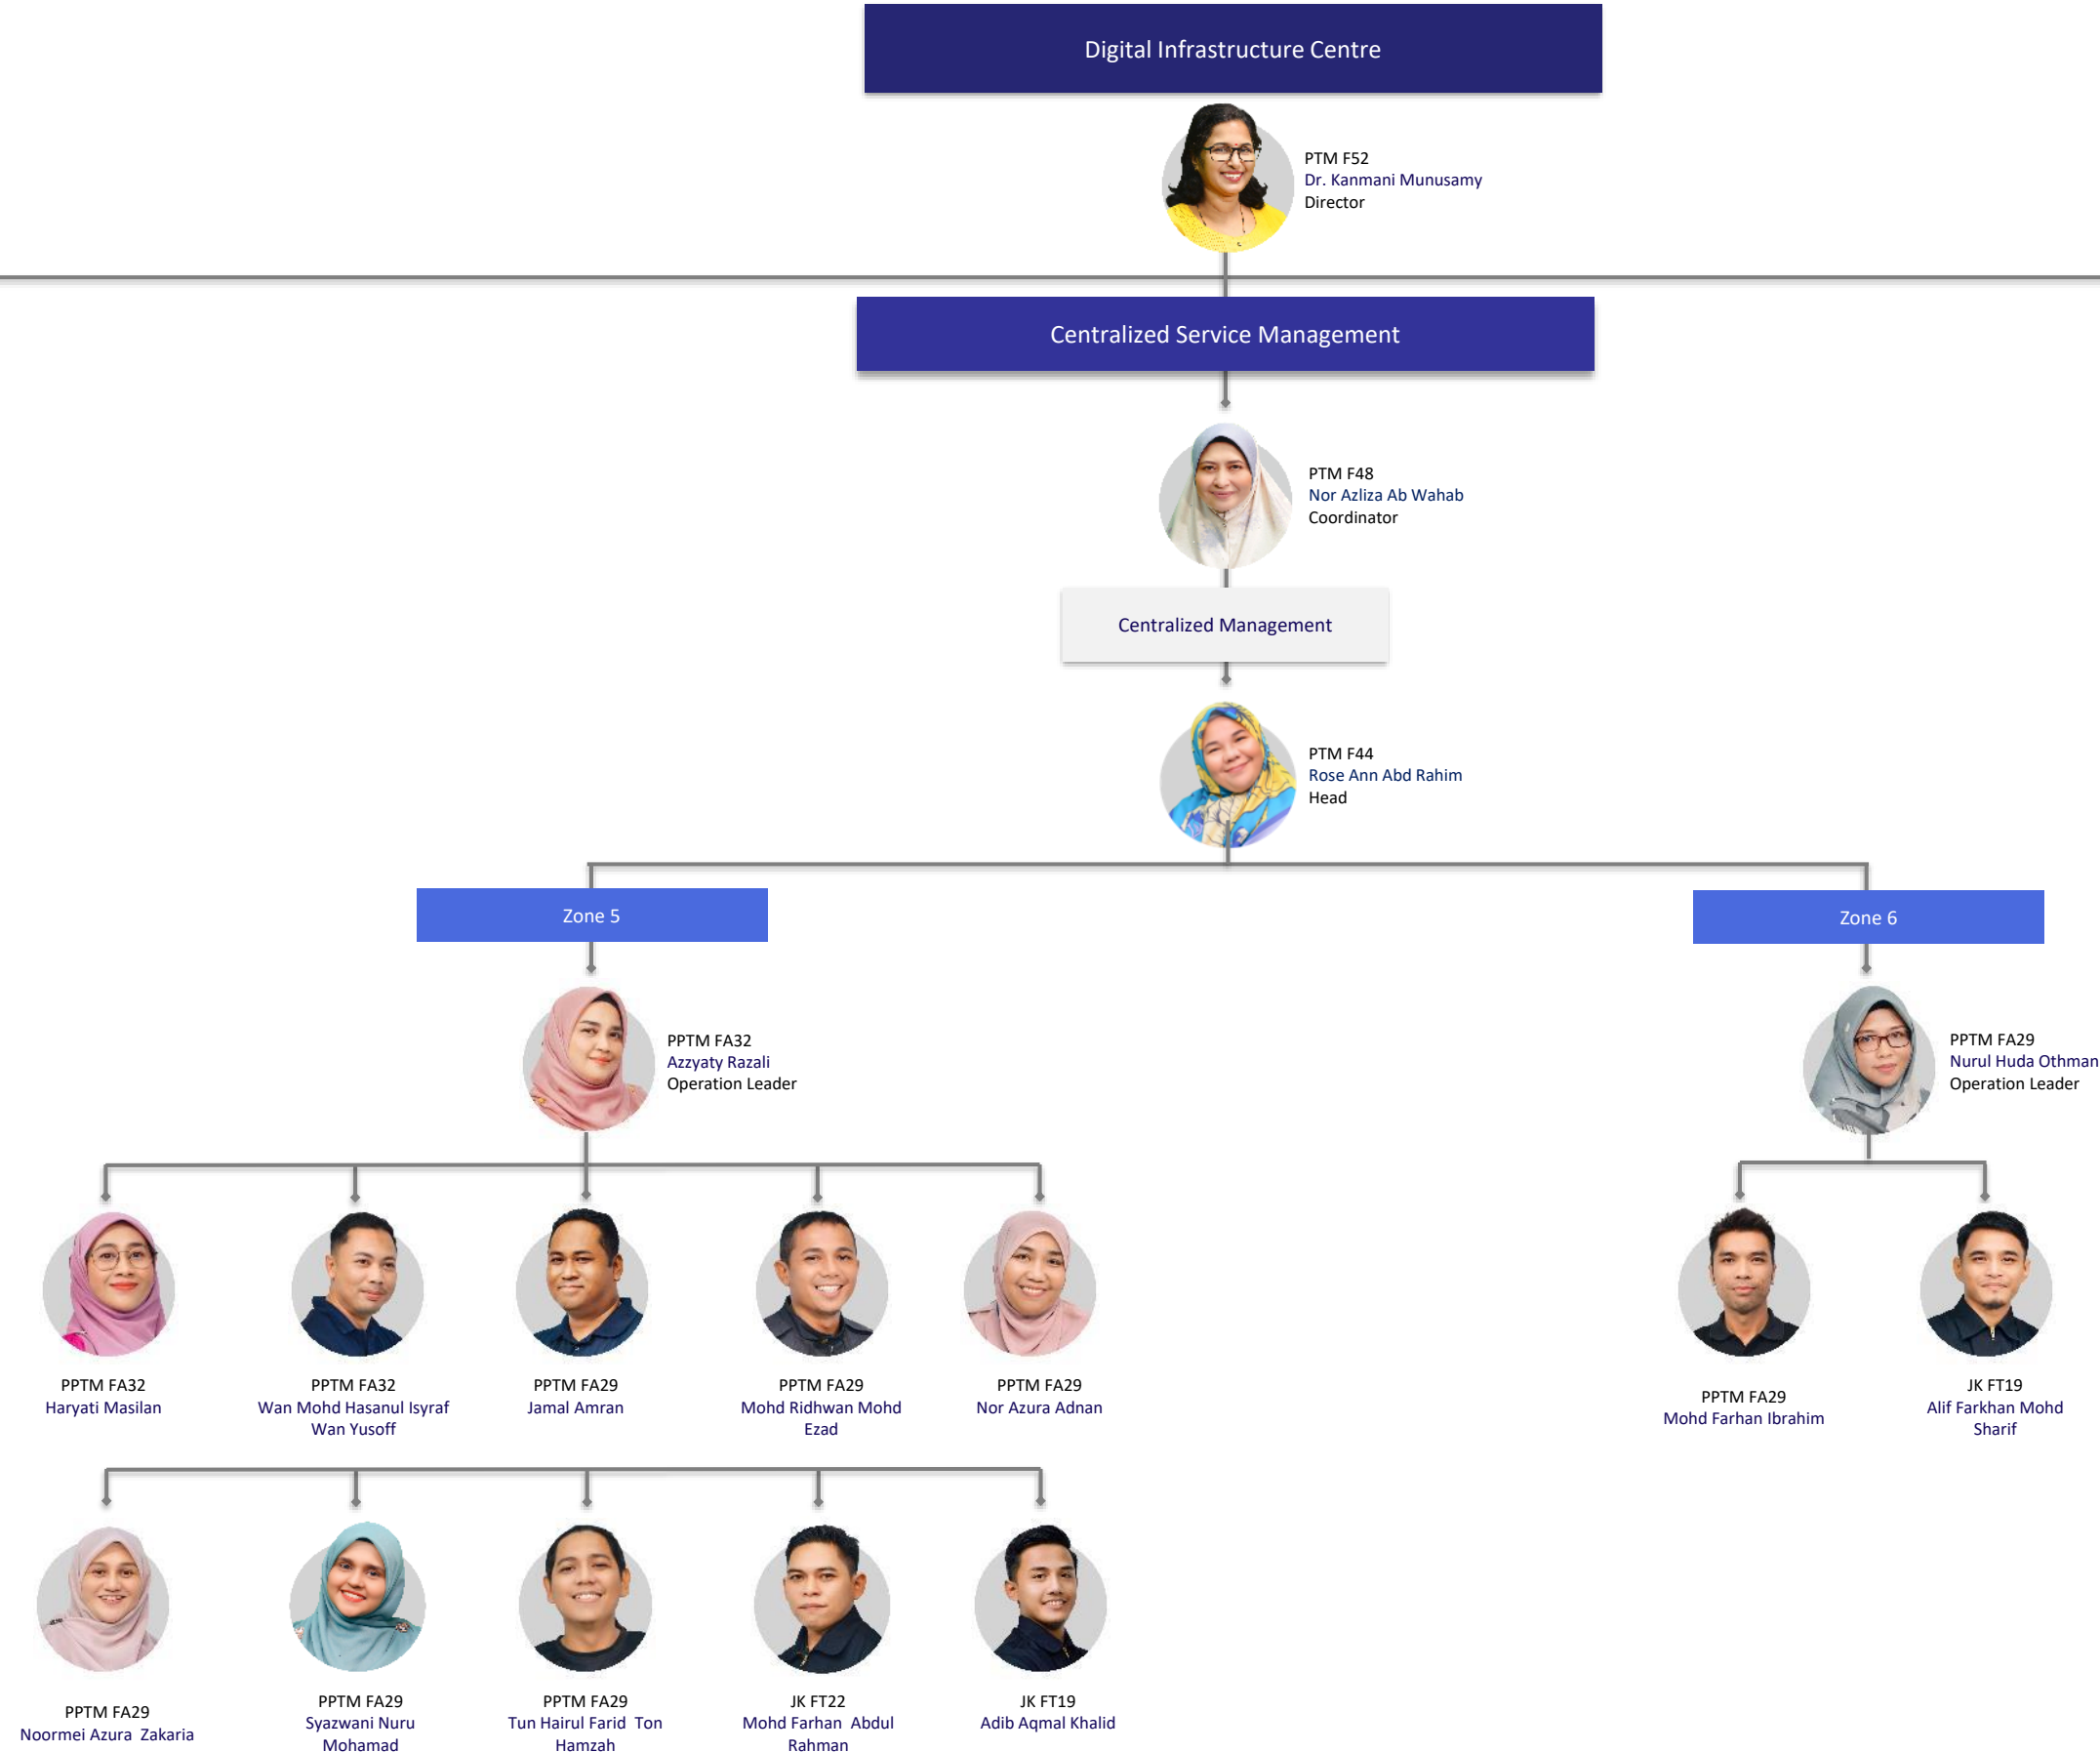 Digital Infrastructure Centre
PTM F52
Dr. Kanmani Munusamy
Director
Centralized Service Management
PTM F48
Nor Azliza Ab Wahab
Coordinator
Centralized Management
PTM F44
Rose Ann Abd Rahim
Head
Zone 5
Zone 6
PPTM FA32
Azzyaty Razali
Operation Leader
PPTM FA29
Nurul Huda Othman
Operation Leader
PPTM FA32
Haryati Masilan
PPTM FA32
Wan Mohd Hasanul Isyraf
Wan Yusoff
PPTM FA29
Jamal Amran
PPTM FA29
Mohd Ridhwan Mohd
Ezad
PPTM FA29
Nor Azura Adnan
PPTM FA29
Mohd Farhan Ibrahim
JK FT19
Alif Farkhan Mohd
Sharif
PPTM FA29
Noormei Azura Zakaria
PPTM FA29
Syazwani Nuru
Mohamad
PPTM FA29
Tun Hairul Farid Ton
Hamzah
JK FT22
Mohd Farhan Abdul
Rahman
JK FT19
Adib Aqmal Khalid